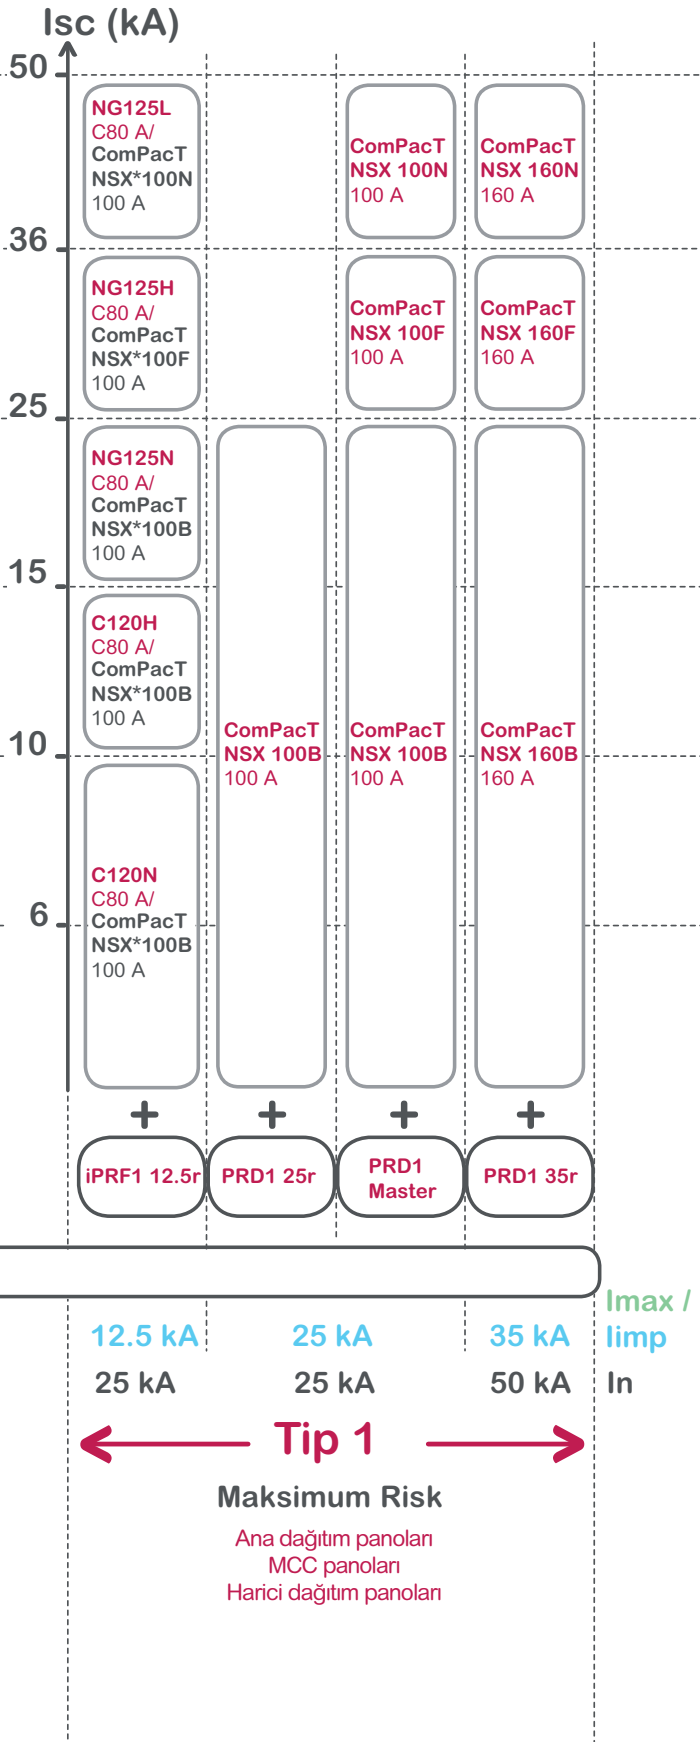 Isc (kA)
50
NG125L
C80 A/
ComPacT
NSX*100N
100 A
ComPacT
NSX 100N
100 A
ComPacT
NSX 160N
160 A
36
NG125H
C80 A/
ComPacT
NSX*100F
100 A
ComPacT
NSX 100F
100 A
ComPacT
NSX 160F
160 A
25
NG125N
C80 A/
ComPacT
NSX*100B
100 A
15
C120H
C80 A/
ComPacT
NSX*100B
100 A
10
ComPacT
NSX 100B
100 A
ComPacT
NSX 100B
100 A
ComPacT
NSX 160B
160 A
C120N
C80 A/
ComPacT
NSX*100B
100 A
6
+ + + +
iPRF1 12.5r
PRD1 25r
PRD1
Master
PRD1 35r
Imax /
12.5 kA 25 kA 35 kA Iimp
25 kA 25 kA 50 kA In
Tip 1
Maksimum Risk
Ana dağıtım panoları
MCC panoları
Harici dağıtım panoları